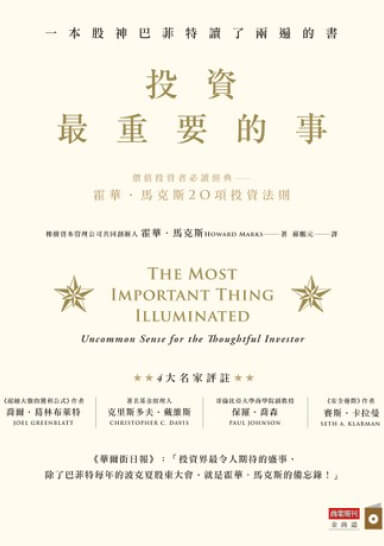 一本股神巴菲特讀了兩遍的書
投資
最重要的事
價值投資者必讀經典——
霍華．馬克斯20項投資法則
橡樹資本管理公司共同創辦人 霍華．馬克斯HOWARD MARKS——著 蘇鵬元——譯
THE MOST
IMPORTANT THING
ILLUMINATED
Uncommon Sense for the Thoughtful Investor
★★4大名家評註★★
《超越大盤的獲利公式》作者
喬爾．葛林布萊特
JOEL GREENBLATT
著名基金經理人
克里斯多夫．戴維斯
CHRISTOPHER C. DAVIS
哥倫比亞大學商學院副教授
保羅．喬森
PAUL JOHNSON
《安全邊際》作者
賽斯．卡拉曼
SETH A. KLARMAN
《華爾街日報》：「投資界最令人期待的盛事，
除了巴菲特每年的波克夏股東大會，就是霍華．馬克斯的備忘錄！」
商業周刊